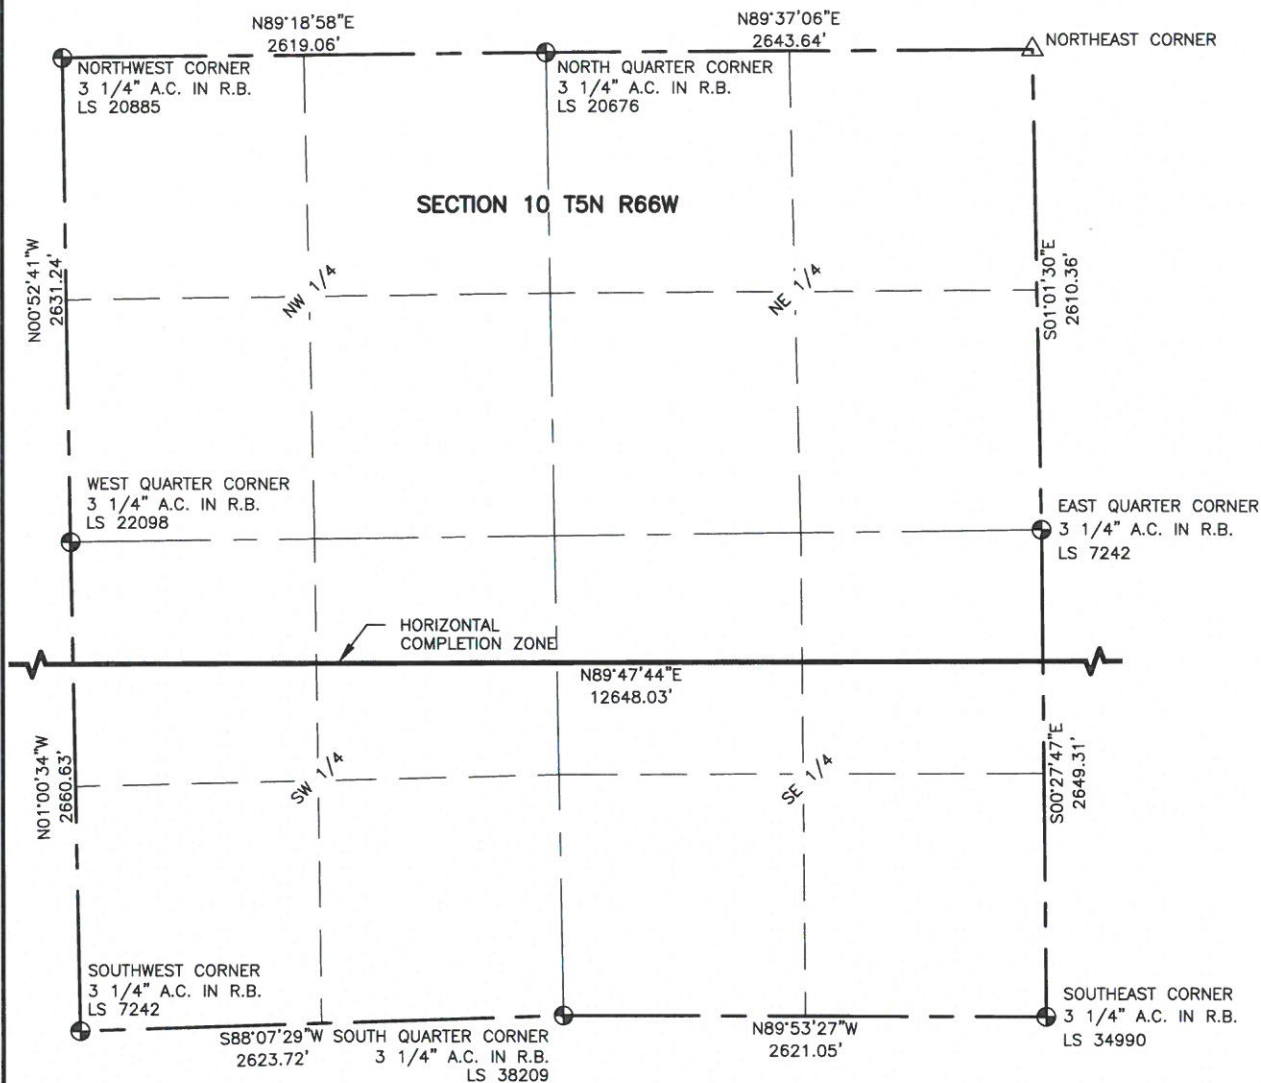 N89°18'58"E
2619.06'
N89°37'06"E
2643.64'
NORTHEAST CORNER
NORTHWEST CORNER
3 1/4" A.C. IN R.B.
LS 20885
NORTH QUARTER CORNER
3 1/4" A.C. IN R.B.
LS 20676
SECTION 10 T5N R66W
N00°52'41"W
2631.24'
NW 1/4
NE 1/4
S01°01'30"E
2610.36'
WEST QUARTER CORNER
3 1/4" A.C. IN R.B.
LS 22098
EAST QUARTER CORNER
3 1/4" A.C. IN R.B.
LS 7242
HORIZONTAL
COMPLETION ZONE
N89°47'44"E
12648.03'
N01°00'34"W
2660.63'
SW 1/4
SE 1/4
S00°27'47"E
2649.31'
SOUTHWEST CORNER
3 1/4" A.C. IN R.B.
LS 7242
S88°07'29"W
2623.72'
SOUTH QUARTER CORNER
3 1/4" A.C. IN R.B.
LS 38209
N89°53'27"W
2621.05'
SOUTHEAST CORNER
3 1/4" A.C. IN R.B.
LS 34990